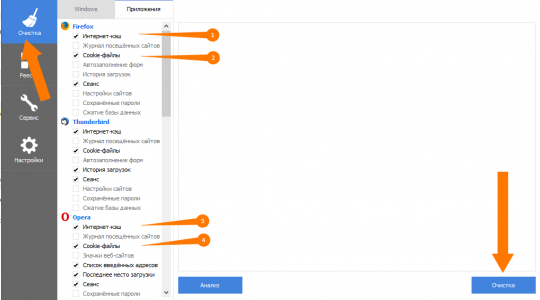 Windows
Приложения
Очистка
Сервис
Настройки
Firefox
Интернет-кэш
Журнал посещённых сайтов
Cookie-файлы
Автозаполнение форм
История загрузок
Сеанс
Настройки сайтов
Сохранённые пароли
Сжатие базы данных
Thunderbird
Интернет-кэш
Журнал посещённых сайтов
Cookie-файлы
Автозаполнение форм
История загрузок
Сеанс
Настройки сайтов
Сохранённые пароли
Сжатие базы данных
Opera
Интернет-кэш
Журнал посещённых сайтов
Cookie-файлы
Значки веб-сайтов
Список введённых адресов
Последнее место загрузки
Сеанс
1
2
3
4
Анализ
Очистка